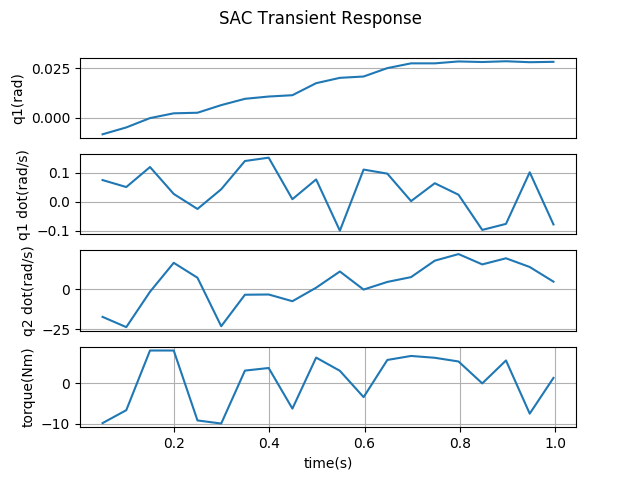 SAC Transient Response
q1(rad)
0.025
0.000
q1 dot(rad/s)
0.1
0.0
−0.1
q2 dot(rad/s)
0
−25
torque(Nm)
0
−10
0.2 0.4 0.6 0.8 1.0
time(s)